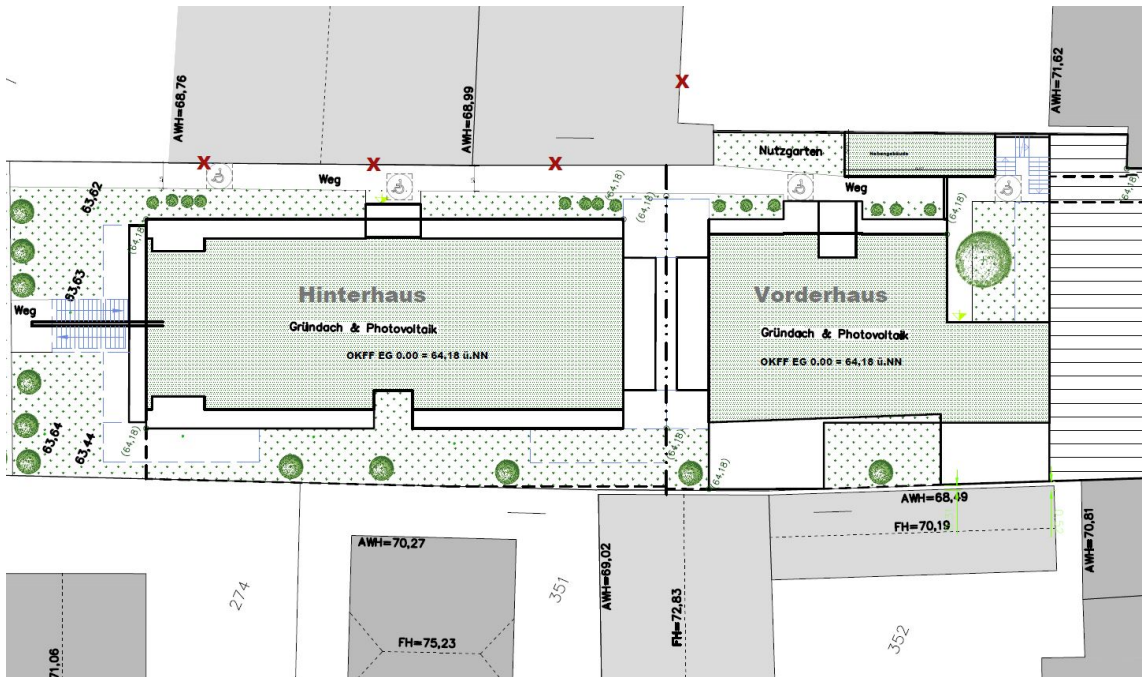 AWH=68,76
AWH=68,99
AWH=71,62
X
X
X
X
Nutzgarten
Nebengebäude
Weg
Weg
63,62
(64,18)
(64,18)
(64,18)
(64,18)
(64,18)
63,63
Weg
Hinterhaus
Gründach & Photovoltaik
OKFF EG 0.00 = 64,18 ü.NN
Vorderhaus
Gründach & Photovoltaik
OKFF EG 0.00 = 64,18 ü.NN
63,64
63,44
(64,18)
(64,18)
(64,18)
AWH=68,49
FH=70,19
AWH=70,27
AWH=69,02
AWH=70,81
274
351
352
FH=75,23
FH=72,83
71,06